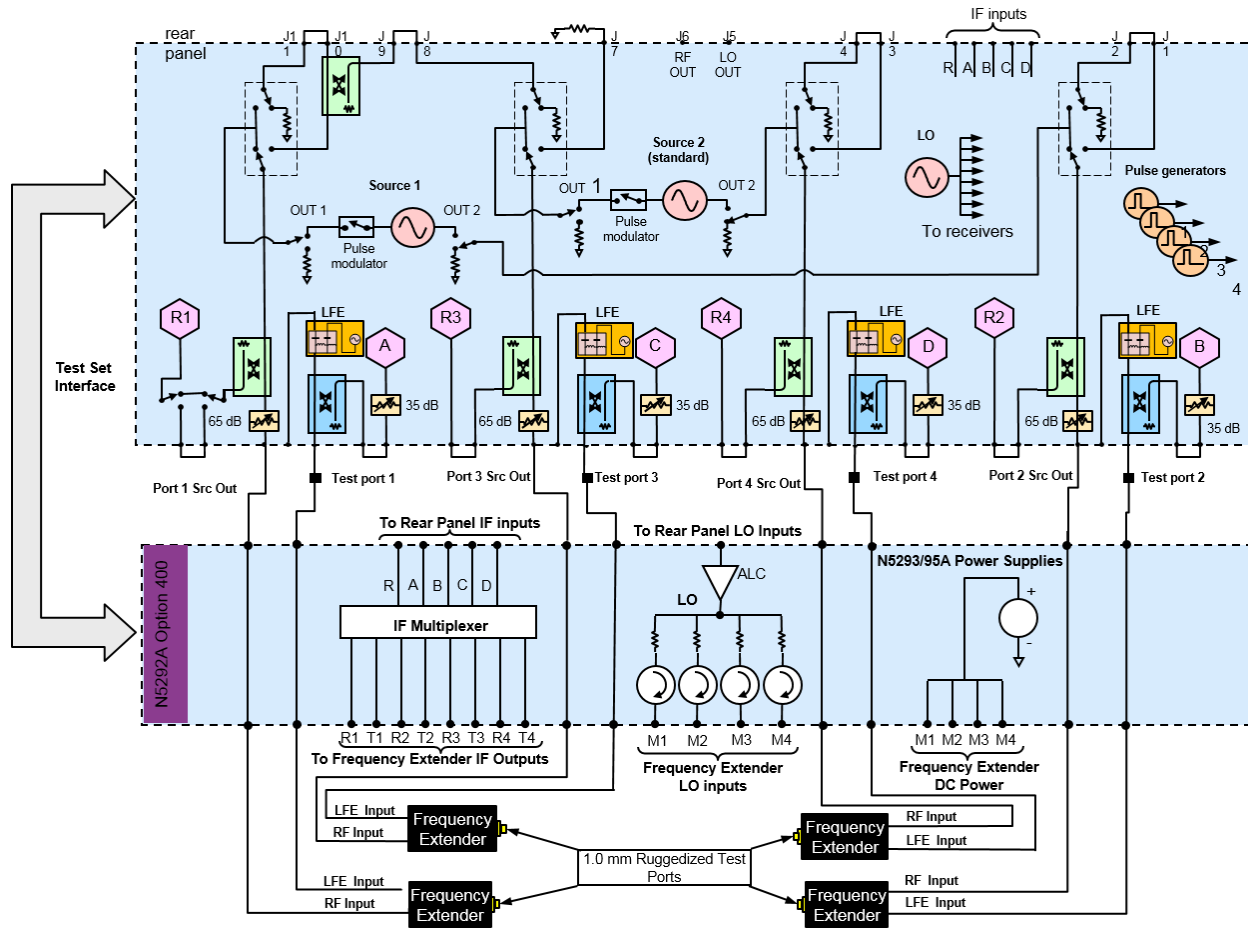 rear
panel
J1
1
J1
0
J
9
J
8
J
7
J6
RF
OUT
J5
LO
OUT
J
4
J
3
IF inputs
R
A
B
C
D
J
2
J
1
Source 1
OUT 1
OUT 2
Pulse
modulator
Source 2
(standard)
OUT 1
OUT 2
Pulse
modulator
LO
To receivers
Pulse generators
1
2
3
4
Test Set
Interface
R1
LFE
A
65 dB
35 dB
R3
LFE
C
65 dB
35 dB
R4
LFE
D
65 dB
35 dB
R2
LFE
B
65 dB
35 dB
Port 1 Src Out
Test port 1
Port 3 Src Out
Test port 3
Port 4 Src Out
Test port 4
Port 2 Src Out
Test port 2
N5292A Option 400
To Rear Panel IF inputs
R
A
B
C
D
IF Multiplexer
R1 T1 R2 T2 R3 T3 R4 T4
To Frequency Extender IF Outputs
To Rear Panel LO Inputs
ALC
LO
M1 M2 M3 M4
Frequency Extender
LO inputs
N5293/95A Power Supplies
+
-
M1 M2 M3 M4
Frequency Extender
DC Power
LFE Input
RF Input
Frequency
Extender
RF Input
LFE Input
Frequency
Extender
1.0 mm Ruggedized Test
Ports
LFE Input
RF Input
Frequency
Extender
RF Input
LFE Input
Frequency
Extender